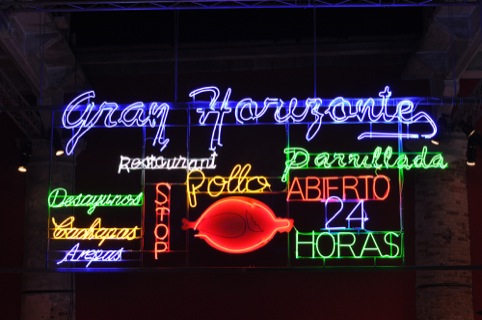 Gran Horizonte
Restaurant
Parrillada
Pollo
ABIERTO
24
HORAS
STOP
Desayunos
Cachapas
Arepas